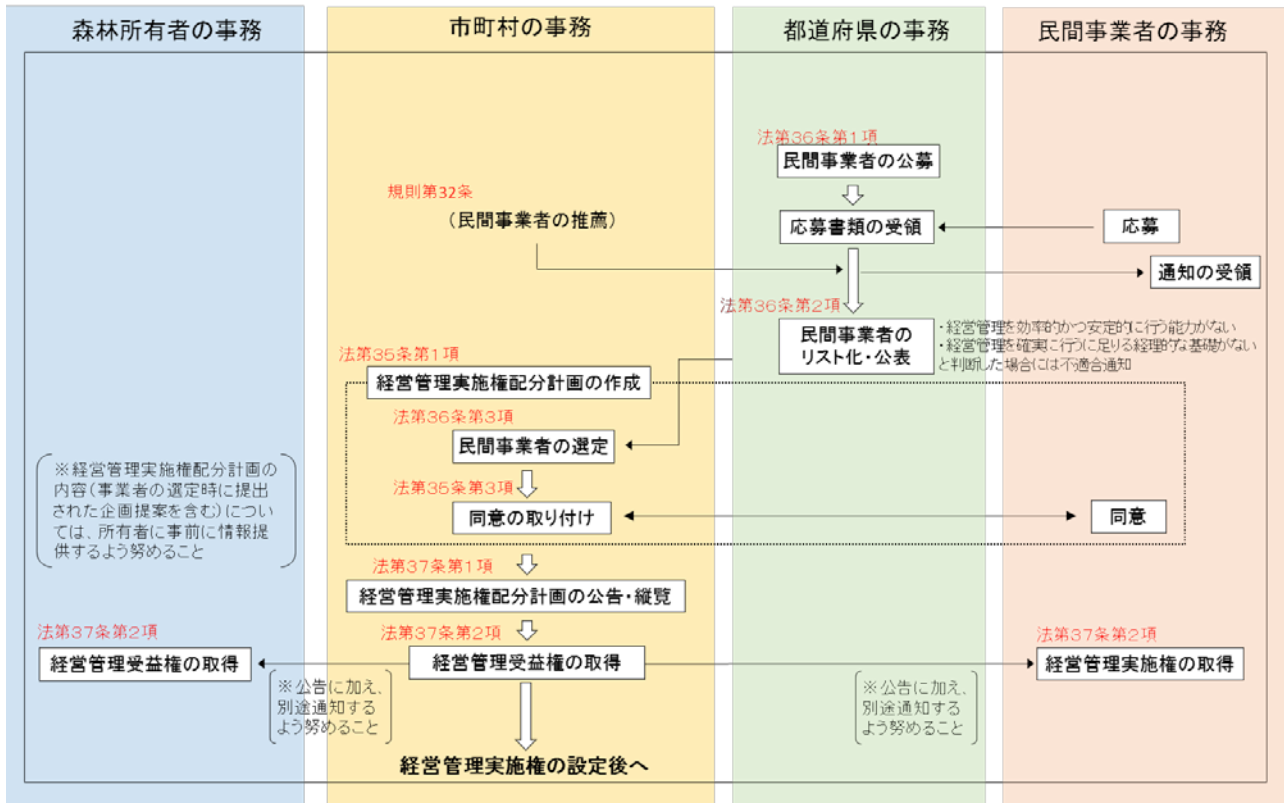 森林所有者の事務
市町村の事務
都道府県の事務
民間事業者の事務
法第36条第1項
民間事業者の公募
規則第32条
（民間事業者の推薦）
応募書類の受領
応募
通知の受領
法第36条第2項
民間事業者の
リスト化・公表
・経営管理を効率的かつ安定的に行う能力がない
・経営管理を確実に行うに足りる経理的な基礎がない
と判断した場合には不適合通知
法第35条第1項
経営管理実施権配分計画の作成
法第36条第3項
民間事業者の選定
法第35条第3項
同意の取り付け
同意
※経営管理実施権配分計画の
内容（事業者の選定時に提出
された企画提案を含む）につい
ては、所有者に事前に情報提
供するよう努めること
法第37条第1項
経営管理実施権配分計画の公告・縦覧
法第37条第2項
経営管理受益権の取得
法第37条第2項
経営管理受益権の取得
法第37条第2項
経営管理実施権の取得
※公告に加え、
別途通知する
よう努めること
※公告に加え、
別途通知する
よう努めること
経営管理実施権の設定後へ